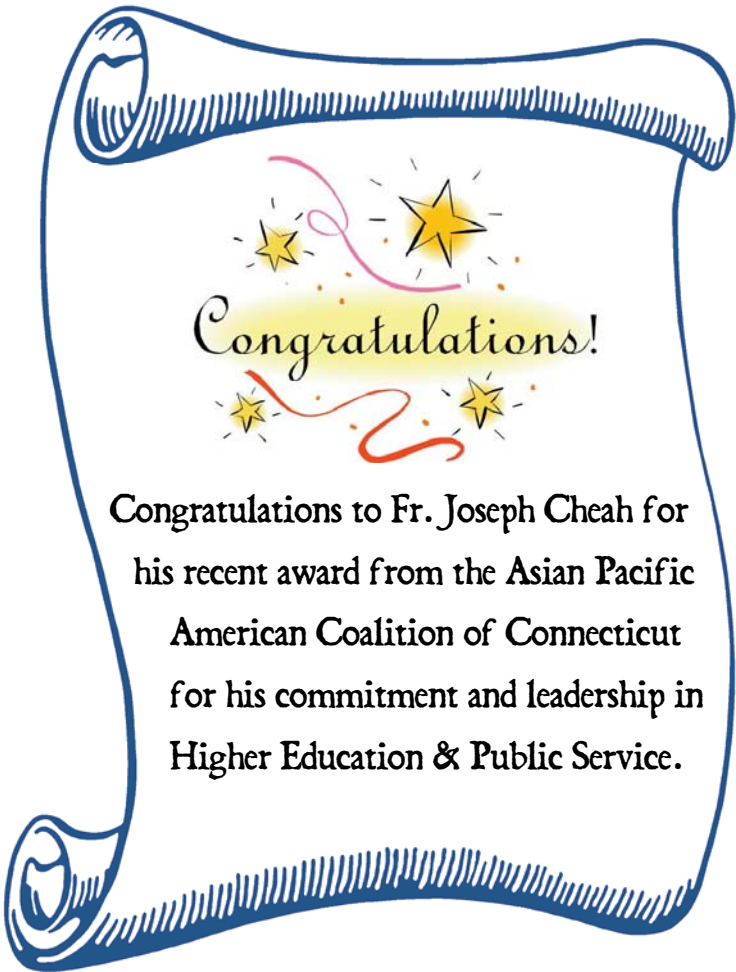 Congratulations!
Congratulations to Fr. Joseph Cheah for
his recent award from the Asian Pacific
American Coalition of Connecticut
for his commitment and leadership in
Higher Education & Public Service.